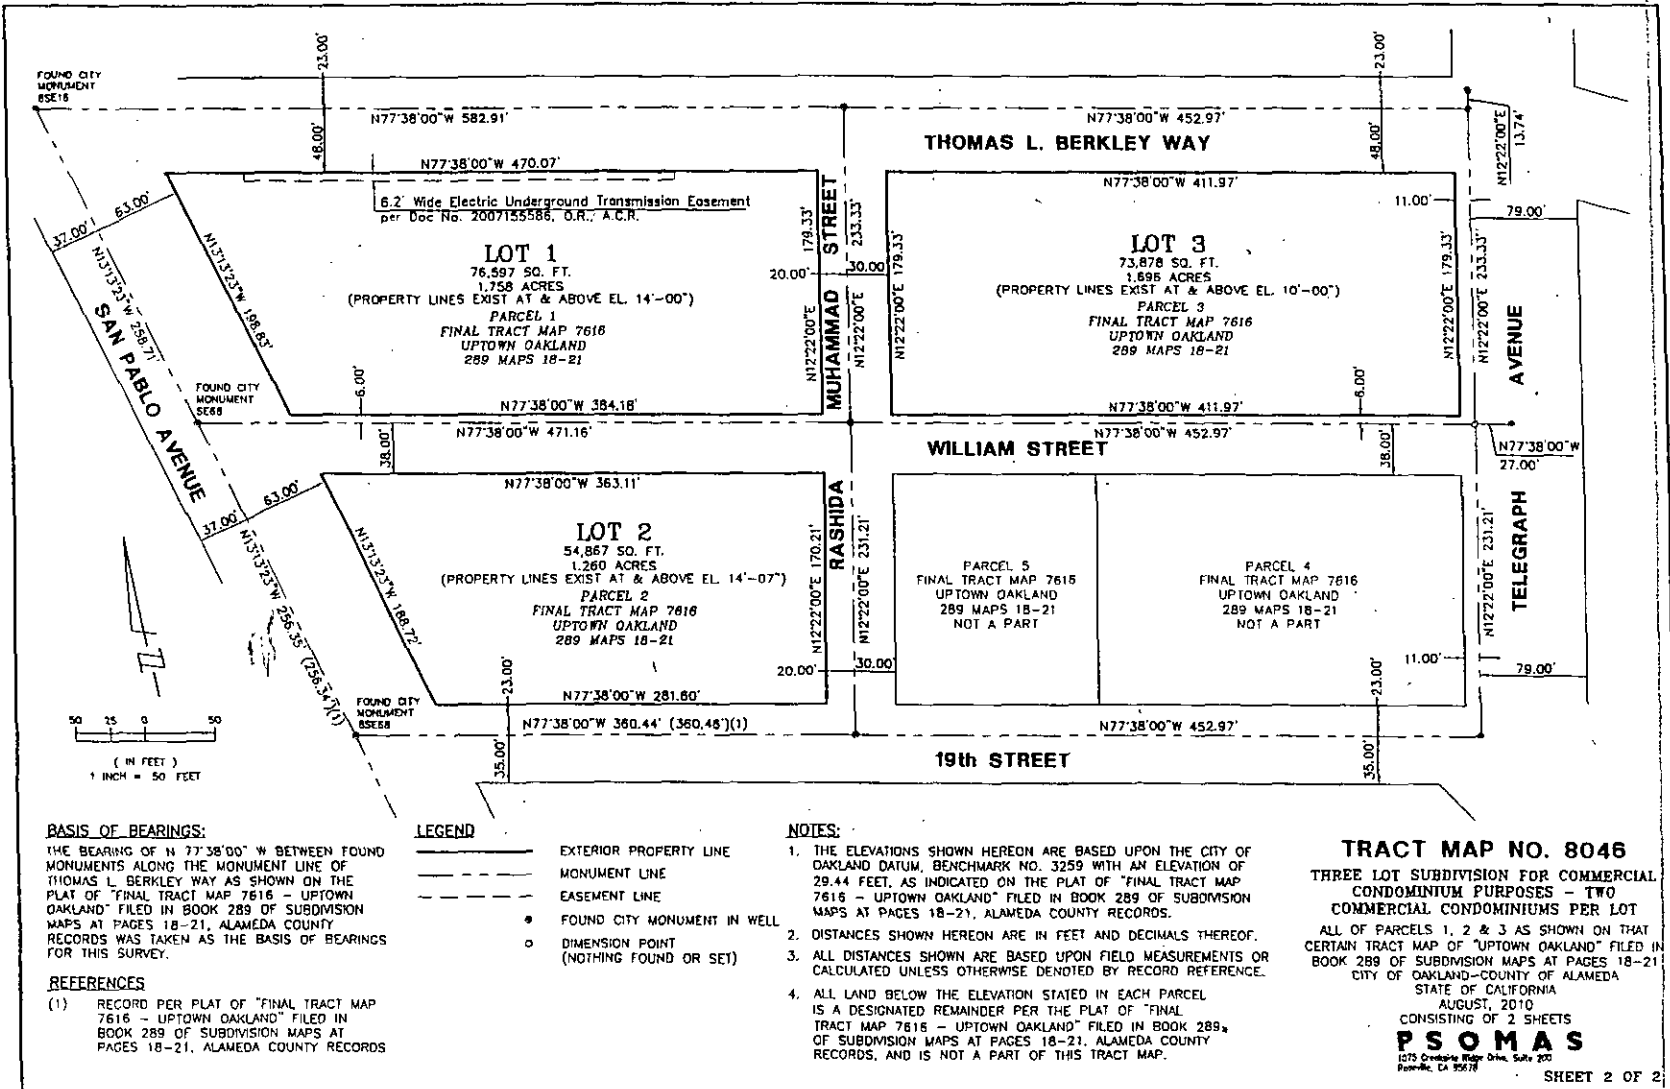 FOUND CITY
MONUMENT
8SE16
23.00'
48.00'
N77°38'00"W 582.91'
N77°38'00"W 452.97'
23.00'
48.00'
N12°22'00"E
13.74'
THOMAS L. BERKLEY WAY
N77°38'00"W 470.07'
6.2' Wide Electric Underground Transmission Easement
per Doc No. 2007155586, O.R., A.C.R.
N77°38'00"W 411.97'
11.00'
79.00'
63.00'
37.00'
N13°13'23"W 198.83'
N13°13'23"W 258.71'
SAN PABLO AVENUE
LOT 1
76,597 SQ. FT.
1.758 ACRES
(PROPERTY LINES EXIST AT & ABOVE EL. 14'-00")
PARCEL 1
FINAL TRACT MAP 7616
UPTOWN OAKLAND
289 MAPS 18-21
N12°22'00"E 179.33'
20.00'
30.00'
RASHIDA MUHAMMAD STREET
N12°22'00"E 233.33'
N12°22'00"E 179.33'
LOT 3
73,878 SQ. FT.
1.696 ACRES
(PROPERTY LINES EXIST AT & ABOVE EL. 10'-00")
PARCEL 3
FINAL TRACT MAP 7616
UPTOWN OAKLAND
289 MAPS 18-21
N12°22'00"E 179.33'
N12°22'00"E 233.33'
TELEGRAPH AVENUE
FOUND CITY
MONUMENT
SE68
6.00'
N77°38'00"W 384.16'
N77°38'00"W 471.16'
38.00'
N77°38'00"W 411.97'
6.00'
N77°38'00"W 452.97'
38.00'
WILLIAM STREET
N77°38'00"W
27.00'
63.00'
37.00'
N77°38'00"W 363.11'
N13°13'23"W 188.72'
N13°13'23"W 256.35' (256.34')(1)
LOT 2
54,867 SQ. FT.
1.260 ACRES
(PROPERTY LINES EXIST AT & ABOVE EL. 14'-07")
PARCEL 2
FINAL TRACT MAP 7616
UPTOWN OAKLAND
289 MAPS 18-21
N12°22'00"E 170.21'
N12°22'00"E 231.21'
20.00'
30.00'
PARCEL 5
FINAL TRACT MAP 7616
UPTOWN OAKLAND
289 MAPS 18-21
NOT A PART
PARCEL 4
FINAL TRACT MAP 7616
UPTOWN OAKLAND
289 MAPS 18-21
NOT A PART
N12°22'00"E 231.21'
11.00'
79.00'
23.00'
N77°38'00"W 281.60'
FOUND CITY
MONUMENT
8SE68
N77°38'00"W 360.44' (360.46')(1)
35.00'
23.00'
N77°38'00"W 452.97'
35.00'
19th STREET
50 25 0 50
( IN FEET )
1 INCH = 50 FEET
BASIS OF BEARINGS:
THE BEARING OF N 77°38'00" W BETWEEN FOUND
MONUMENTS ALONG THE MONUMENT LINE OF
THOMAS L. BERKLEY WAY AS SHOWN ON THE
PLAT OF "FINAL TRACT MAP 7616 - UPTOWN
OAKLAND" FILED IN BOOK 289 OF SUBDIVISION
MAPS AT PAGES 18-21, ALAMEDA COUNTY
RECORDS WAS TAKEN AS THE BASIS OF BEARINGS
FOR THIS SURVEY.
REFERENCES
(1) RECORD PER PLAT OF "FINAL TRACT MAP
7616 - UPTOWN OAKLAND" FILED IN
BOOK 289 OF SUBDIVISION MAPS AT
PAGES 18-21, ALAMEDA COUNTY RECORDS
LEGEND
EXTERIOR PROPERTY LINE
MONUMENT LINE
EASEMENT LINE
FOUND CITY MONUMENT IN WELL
DIMENSION POINT
(NOTHING FOUND OR SET)
NOTES:
1. THE ELEVATIONS SHOWN HEREON ARE BASED UPON THE CITY OF
OAKLAND DATUM, BENCHMARK NO. 3259 WITH AN ELEVATION OF
29.44 FEET, AS INDICATED ON THE PLAT OF "FINAL TRACT MAP
7616 - UPTOWN OAKLAND" FILED IN BOOK 289 OF SUBDIVISION
MAPS AT PAGES 18-21, ALAMEDA COUNTY RECORDS.
2. DISTANCES SHOWN HEREON ARE IN FEET AND DECIMALS THEREOF.
3. ALL DISTANCES SHOWN ARE BASED UPON FIELD MEASUREMENTS OR
CALCULATED UNLESS OTHERWISE DENOTED BY RECORD REFERENCE.
4. ALL LAND BELOW THE ELEVATION STATED IN EACH PARCEL
IS A DESIGNATED REMAINDER PER THE PLAT OF "FINAL
TRACT MAP 7616 - UPTOWN OAKLAND" FILED IN BOOK 289,
OF SUBDIVISION MAPS AT PAGES 18-21, ALAMEDA COUNTY
RECORDS, AND IS NOT A PART OF THIS TRACT MAP.
TRACT MAP NO. 8046
THREE LOT SUBDIVISION FOR COMMERCIAL
CONDOMINIUM PURPOSES - TWO
COMMERCIAL CONDOMINIUMS PER LOT
ALL OF PARCELS 1, 2 & 3 AS SHOWN ON THAT
CERTAIN TRACT MAP OF "UPTOWN OAKLAND" FILED IN
BOOK 289 OF SUBDIVISION MAPS AT PAGES 18-21
CITY OF OAKLAND-COUNTY OF ALAMEDA
STATE OF CALIFORNIA
AUGUST, 2010
CONSISTING OF 2 SHEETS
PSOMAS
1075 Creekside Ridge Drive, Suite 200
Roseville, CA 95678
SHEET 2 OF 2